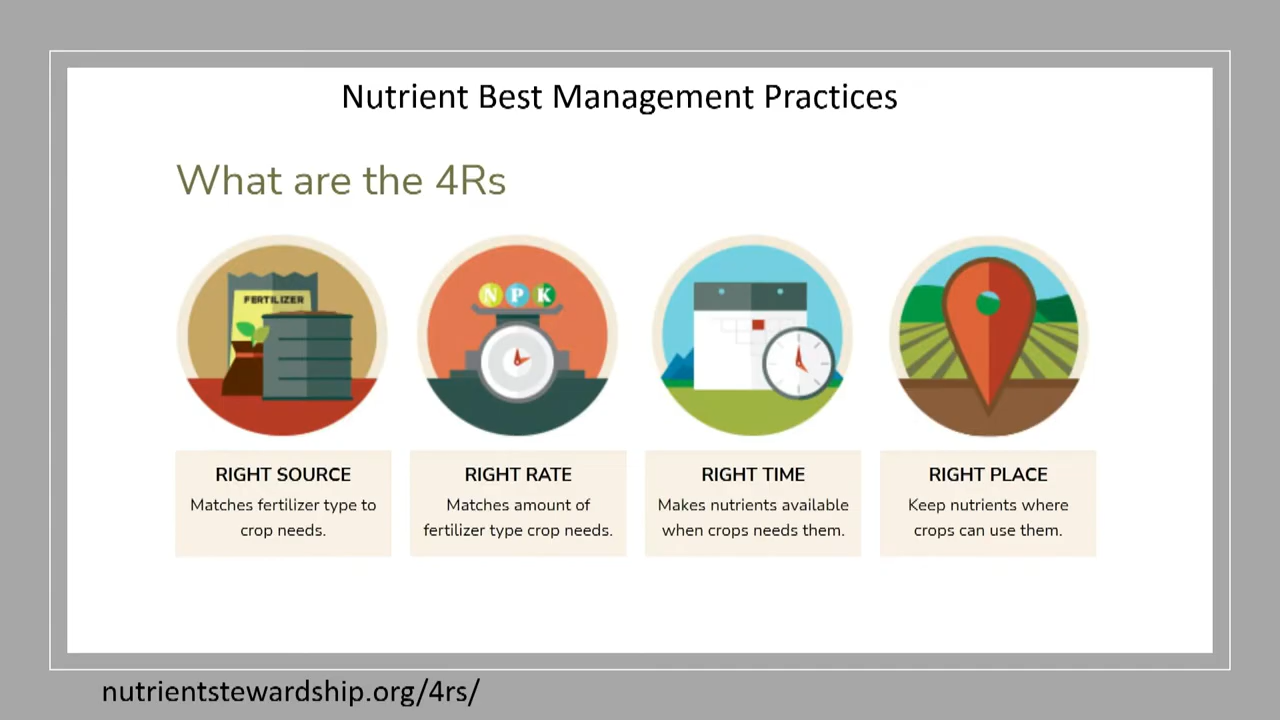 Nutrient Best Management Practices
What are the 4Rs
FERTILIZER
N P K
RIGHT SOURCE
Matches fertilizer type to
crop needs.
RIGHT RATE
Matches amount of
fertilizer type crop needs.
RIGHT TIME
Makes nutrients available
when crops needs them.
RIGHT PLACE
Keep nutrients where
crops can use them.
nutrientstewardship.org/4rs/